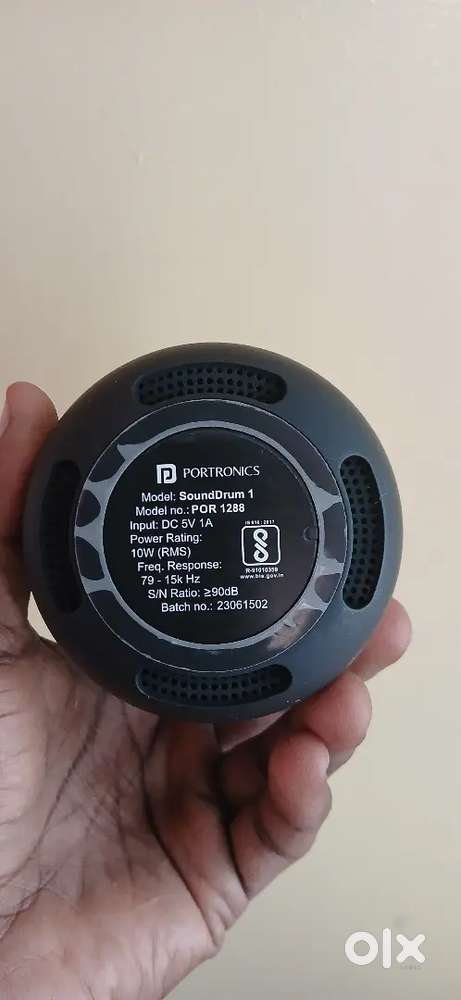 PORTRONICS
Model: SoundDrum 1
Model no.: POR 1288
Input: DC 5V 1A
Power Rating:
10W (RMS)
Freq. Response:
79 - 15k Hz
S/N Ratio: ≥90dB
Batch no.: 23061502
IS 616 : 2017
R-91010359
www.bis.gov.in
olx